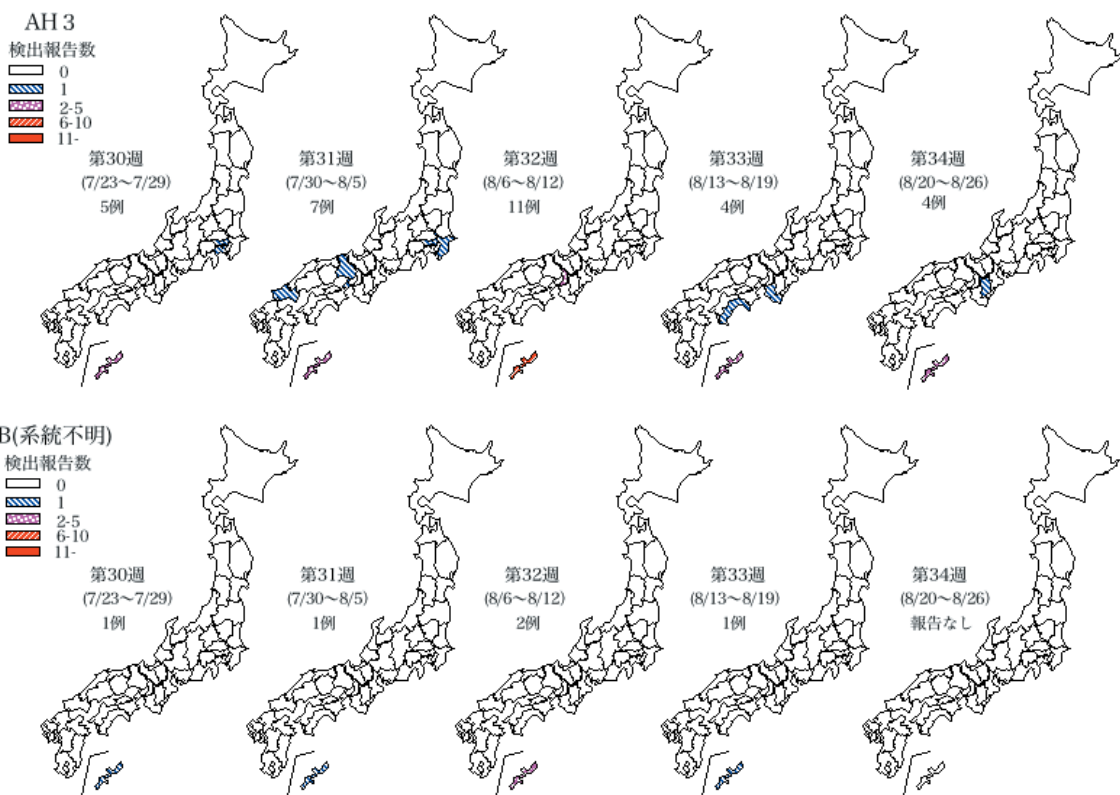 AH 3
検出報告数
0
1
2-5
6-10
11-
第30週
(7/23～7/29)
5例
第31週
(7/30～8/5)
7例
第32週
(8/6～8/12)
11例
第33週
(8/13～8/19)
4例
第34週
(8/20～8/26)
4例
B(系統不明)
検出報告数
0
1
2-5
6-10
11-
第30週
(7/23～7/29)
1例
第31週
(7/30～8/5)
1例
第32週
(8/6～8/12)
2例
第33週
(8/13～8/19)
1例
第34週
(8/20～8/26)
報告なし